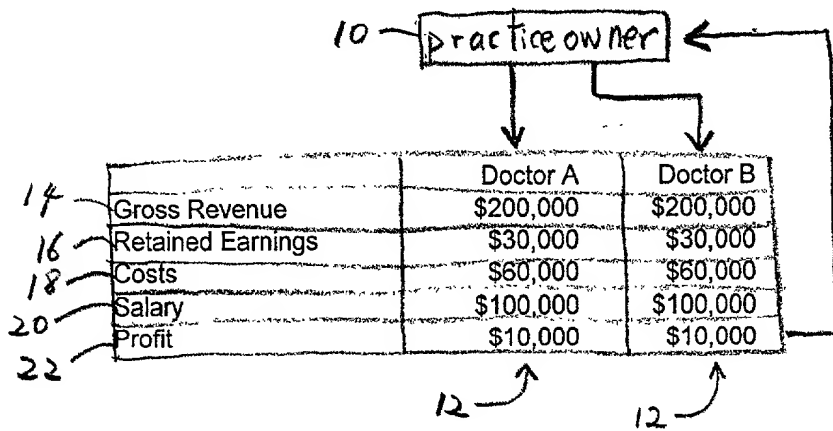 10 practice owner
Doctor A Doctor B
14 Gross Revenue $200,000 $200,000
16 Retained Earnings $30,000 $30,000
18 Costs $60,000 $60,000
20 Salary $100,000 $100,000
22 Profit $10,000 $10,000
12 12